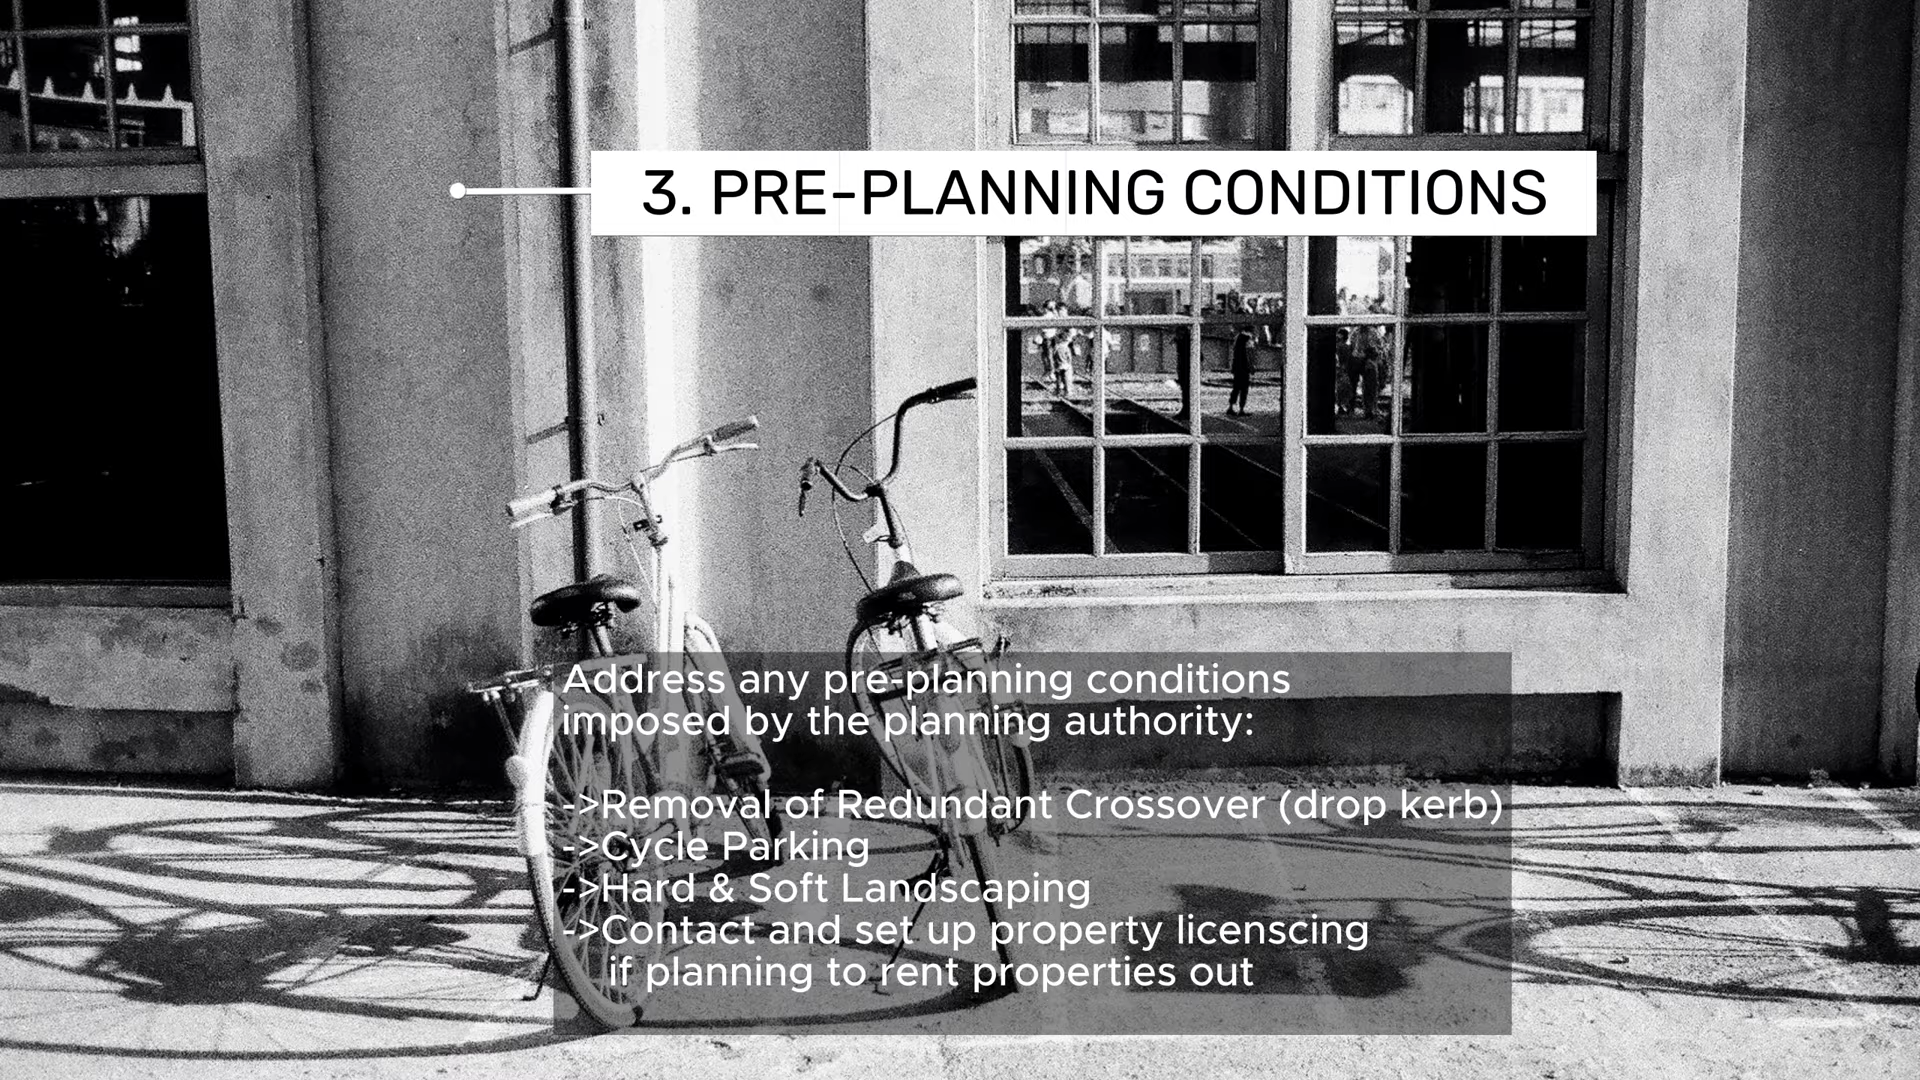 3. PRE-PLANNING CONDITIONS
Address any pre-planning conditions
imposed by the planning authority:
->Removal of Redundant Crossover (drop kerb)
->Cycle Parking
->Hard & Soft Landscaping
->Contact and set up property licenscing
if planning to rent properties out